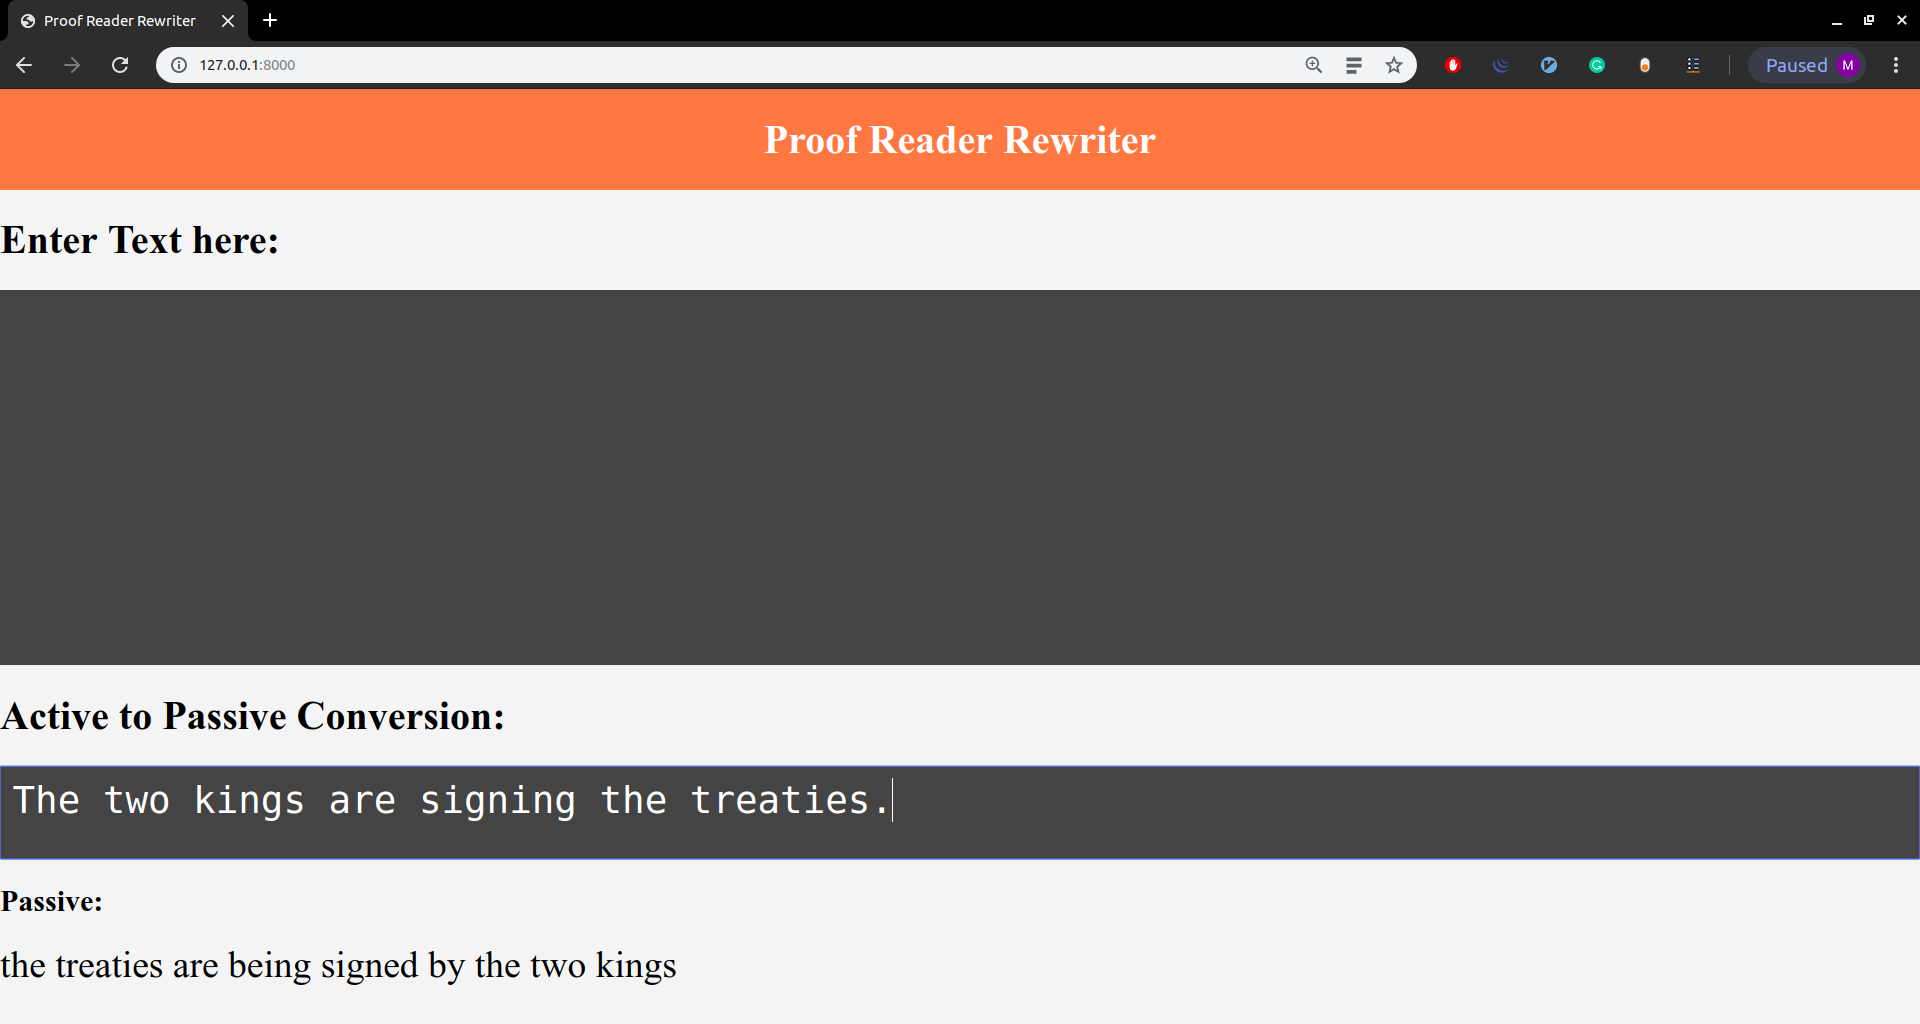 Proof Reader Rewriter
127.0.0.1:8000
Paused M
Proof Reader Rewriter
Enter Text here:
Active to Passive Conversion:
The two kings are signing the treaties.
Passive:
the treaties are being signed by the two kings